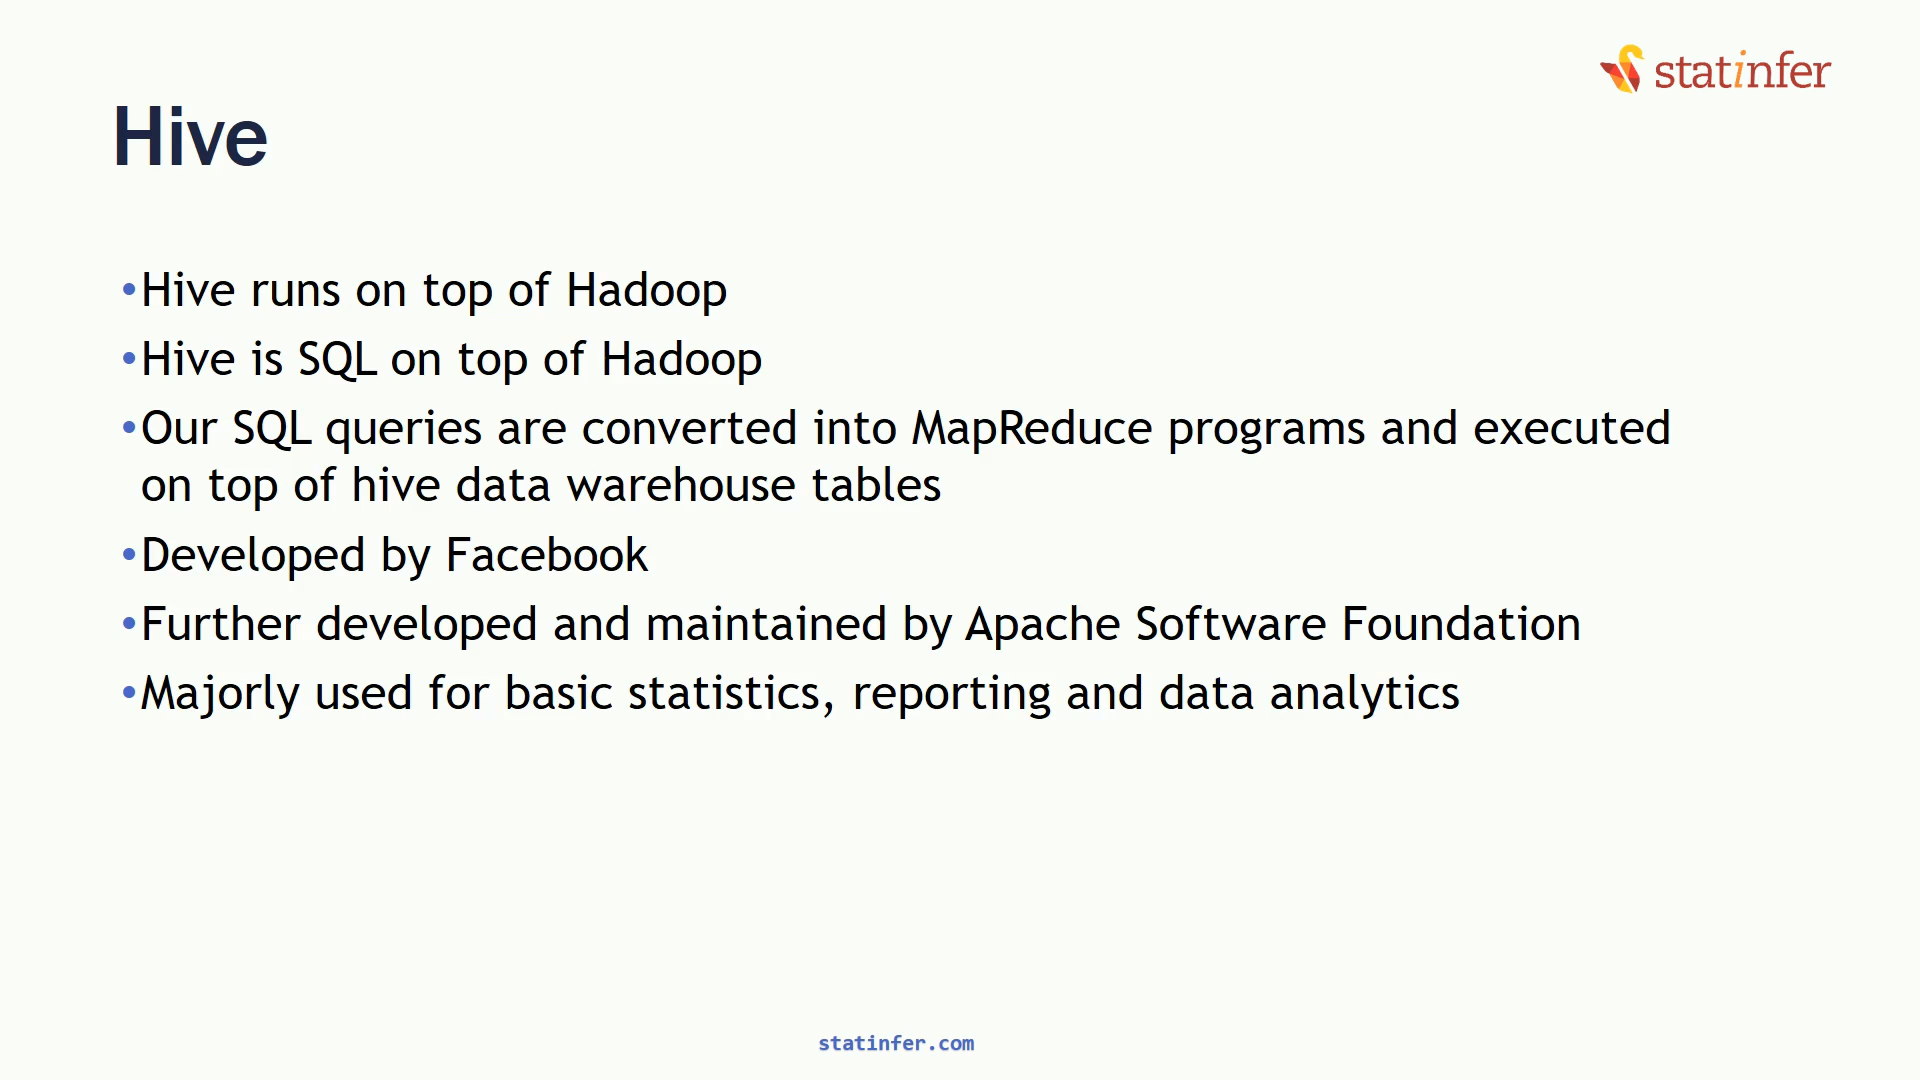 statinfer
Hive
•Hive runs on top of Hadoop
•Hive is SQL on top of Hadoop
•Our SQL queries are converted into MapReduce programs and executed
on top of hive data warehouse tables
•Developed by Facebook
•Further developed and maintained by Apache Software Foundation
•Majorly used for basic statistics, reporting and data analytics
statinfer.com